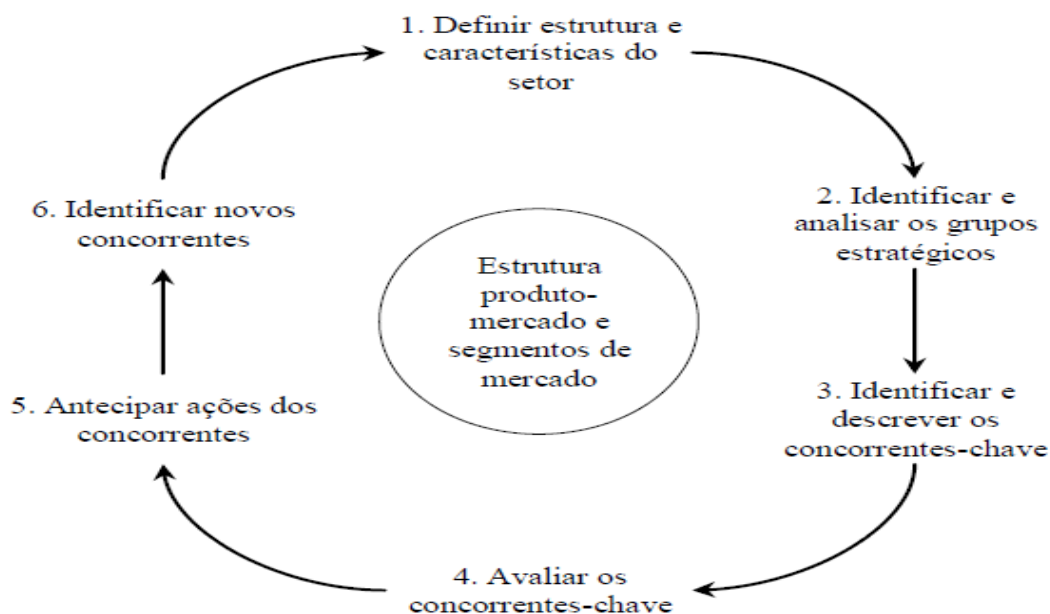 1. Definir estrutura e
características do
setor
2. Identificar e
analisar os grupos
estratégicos
3. Identificar e
descrever os
concorrentes-chave
4. Avaliar os
concorrentes-chave
5. Antecipar ações dos
concorrentes
6. Identificar novos
concorrentes
Estrutura
produto-
mercado e
segmentos de
mercado